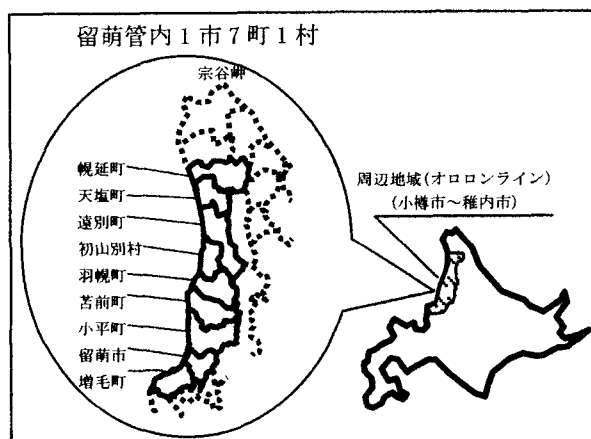 留萌管内1市7町1村
宗谷岬
幌延町
天塩町
遠別町
初山別村
羽幌町
苫前町
小平町
留萌市
増毛町
周辺地域(オロロンライン)
(小樽市～稚内市)